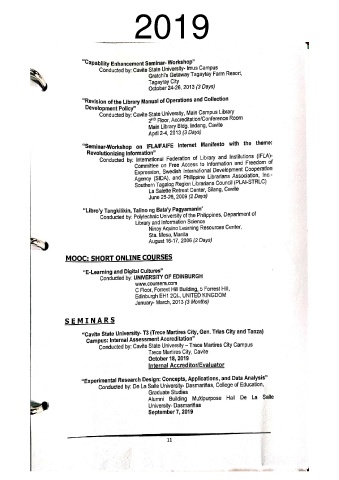 2019
"Capability Enhancement Seminar- Workshop"
Conducted by: Cavite State University- Imus Campus
Gratchi's Getaway Tagaytay Farm Resort,
Tagaytay City
October 24-26, 2013 (3 Days)
"Revision of the Library Manual of Operations and Collection
Development Policy"
Conducted by: Cavite State University, Main Campus Library
2nd Floor, Accreditation/Conference Room
Main Library Bldg. Indang, Cavite
April 2-4, 2013 (3 Days)
"Seminar-Workshop on IFLA/FAIFE Internet Manifesto with the theme:
Revolutionizing Information"
Conducted by: International Federation of Library and Institutions (IFLA)-
Committee on Free Access to Information and Freedom of
Expression, Swedish International Development Cooperation
Agency (SIDA), and Philippine Librarians Association, Inc.-
Southern Tagalog Region Librarians Council (PLAI-STRLC)
La Salette Retreat Center, Silang, Cavite
June 25-26, 2009 (2 Days)
"Libro'y Tangkilikin, Talino ng Bata'y Pagyamanin'
Conducted by: Polytechnic University of the Philippines, Department of
Library and Information Science
Ninoy Aquino Learning Resources Center,
Sta. Mesa, Manila
August 16-17, 2006 (2 Days)
MOOC: SHORT ONLINE COURSES
"E-Learning and Digital Cultures"
Conducted by: UNIVERSITY OF EDINBURGH
www.coursera.com
C Floor, Forrest Hill Building, 5 Forrest Hill,
Edinburgh EH1 2QL, UNITED KINGDOM
January- March, 2013 (3 Months)
SEMINARS
"Cavite State University- T3 (Trece Martires City, Gen. Trias City and Tanza)
Campus: Internal Assessment Accreditation"
Conducted by: Cavite State University – Trece Martires City Campus
Trece Martires City, Cavite
October 18, 2019
Internal Accreditor/Evaluator
"Experimental Research Design: Concepts, Applications, and Data Analysis"
Conducted by: De La Salle University- Dasmariñas, College of Education,
Graduate Studies
Alumni Building Multipurpose Hall De La Salle
University- Dasmariñas
September 7, 2019
11